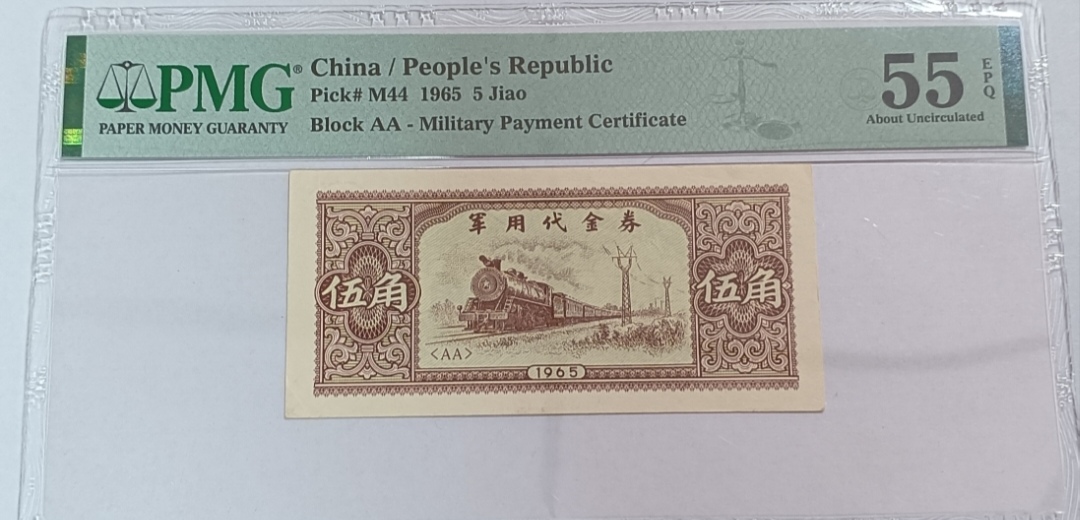 PMG®
PAPER MONEY GUARANTY
China / People's Republic
Pick# M44 1965 5 Jiao
Block AA - Military Payment Certificate
55 EPQ
About Uncirculated
军用代金券
伍角
伍角
<AA>
1965